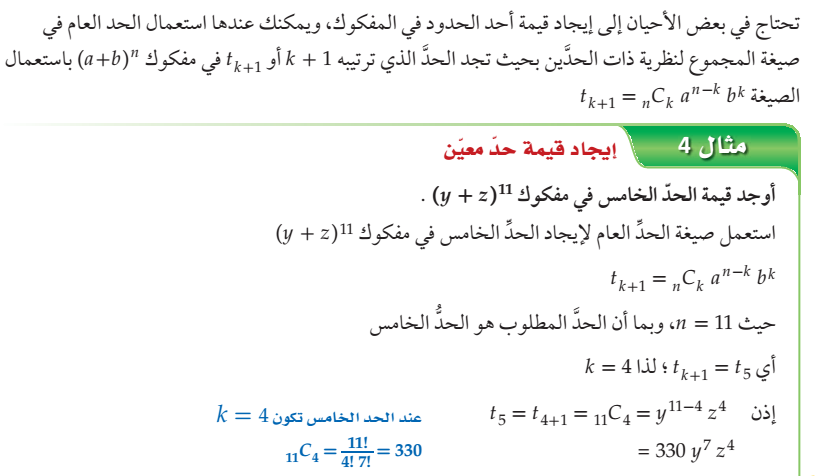 تحتاج في بعض الأحيان إلى إيجاد قيمة أحد الحدود في المفكوك، ويمكنك عندها استعمال الحد العام في
صيغة المجموع لنظرية ذات الحدَّين بحيث تجد الحدَّ الذي ترتيبه k + 1 أو t_{k+1} في مفكوك (a+b)^n باستعمال
الصيغة t_{k+1} = _nC_k a^{n−k} b^k
مثال 4 إيجاد قيمة حدّ معيّن
أوجد قيمة الحدّ الخامس في مفكوك (y + z)^{11} .
استعمل صيغة الحدِّ العام لإيجاد الحدِّ الخامس في مفكوك (y + z)^{11}
t_{k+1} = _nC_k a^{n−k} b^k
حيث n = 11، وبما أن الحدَّ المطلوب هو الحدُّ الخامس
أي t_{k+1} = t_5 ؛ لذا k = 4
إذن t_5 = t_{4+1} = _{11}C_4 = y^{11−4} z^4 عند الحد الخامس تكون k = 4
= 330 y^7 z^4 _{11}C_4 = \frac{11!}{4! 7!} = 330